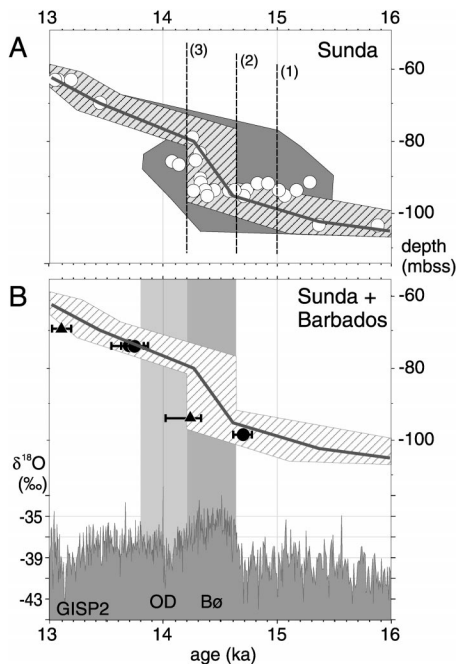 13 14 15 16
A
(3) (2) (1) Sunda
-60
-80
-100
depth
(mbss)
B
Sunda +
Barbados
-60
-80
-100
δ18O
(‰)
-35
-39
-43
GISP2 OD Bø
13 14 15 16
age (ka)